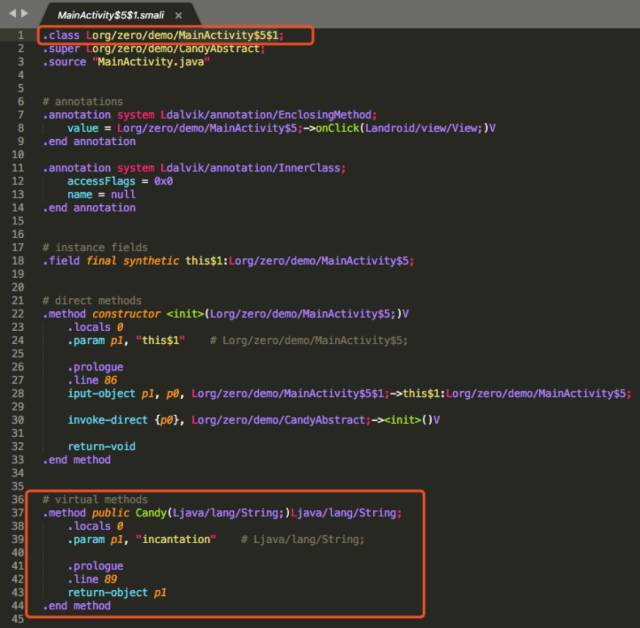 MainActivity$5$1.smali ×
1 .class Lorg/zero/demo/MainActivity$5$1;
2 .super Lorg/zero/demo/CandyAbstract;
3 .source "MainActivity.java"
4
5
6 # annotations
7 .annotation system Ldalvik/annotation/EnclosingMethod;
8 value = Lorg/zero/demo/MainActivity$5;->onClick(Landroid/view/View;)V
9 .end annotation
10
11 .annotation system Ldalvik/annotation/InnerClass;
12 accessFlags = 0x0
13 name = null
14 .end annotation
15
16
17 # instance fields
18 .field final synthetic this$1:Lorg/zero/demo/MainActivity$5;
19
20
21 # direct methods
22 .method constructor <init>(Lorg/zero/demo/MainActivity$5;)V
23 .locals 0
24 .param p1, "this$1" # Lorg/zero/demo/MainActivity$5;
25
26 .prologue
27 .line 86
28 iput-object p1, p0, Lorg/zero/demo/MainActivity$5$1;->this$1:Lorg/zero/demo/MainActivity$5;
29
30 invoke-direct {p0}, Lorg/zero/demo/CandyAbstract;-><init>()V
31
32 return-void
33 .end method
34
35
36 # virtual methods
37 .method public Candy(Ljava/lang/String;)Ljava/lang/String;
38 .locals 0
39 .param p1, "incantation" # Ljava/lang/String;
40
41 .prologue
42 .line 89
43 return-object p1
44 .end method
45